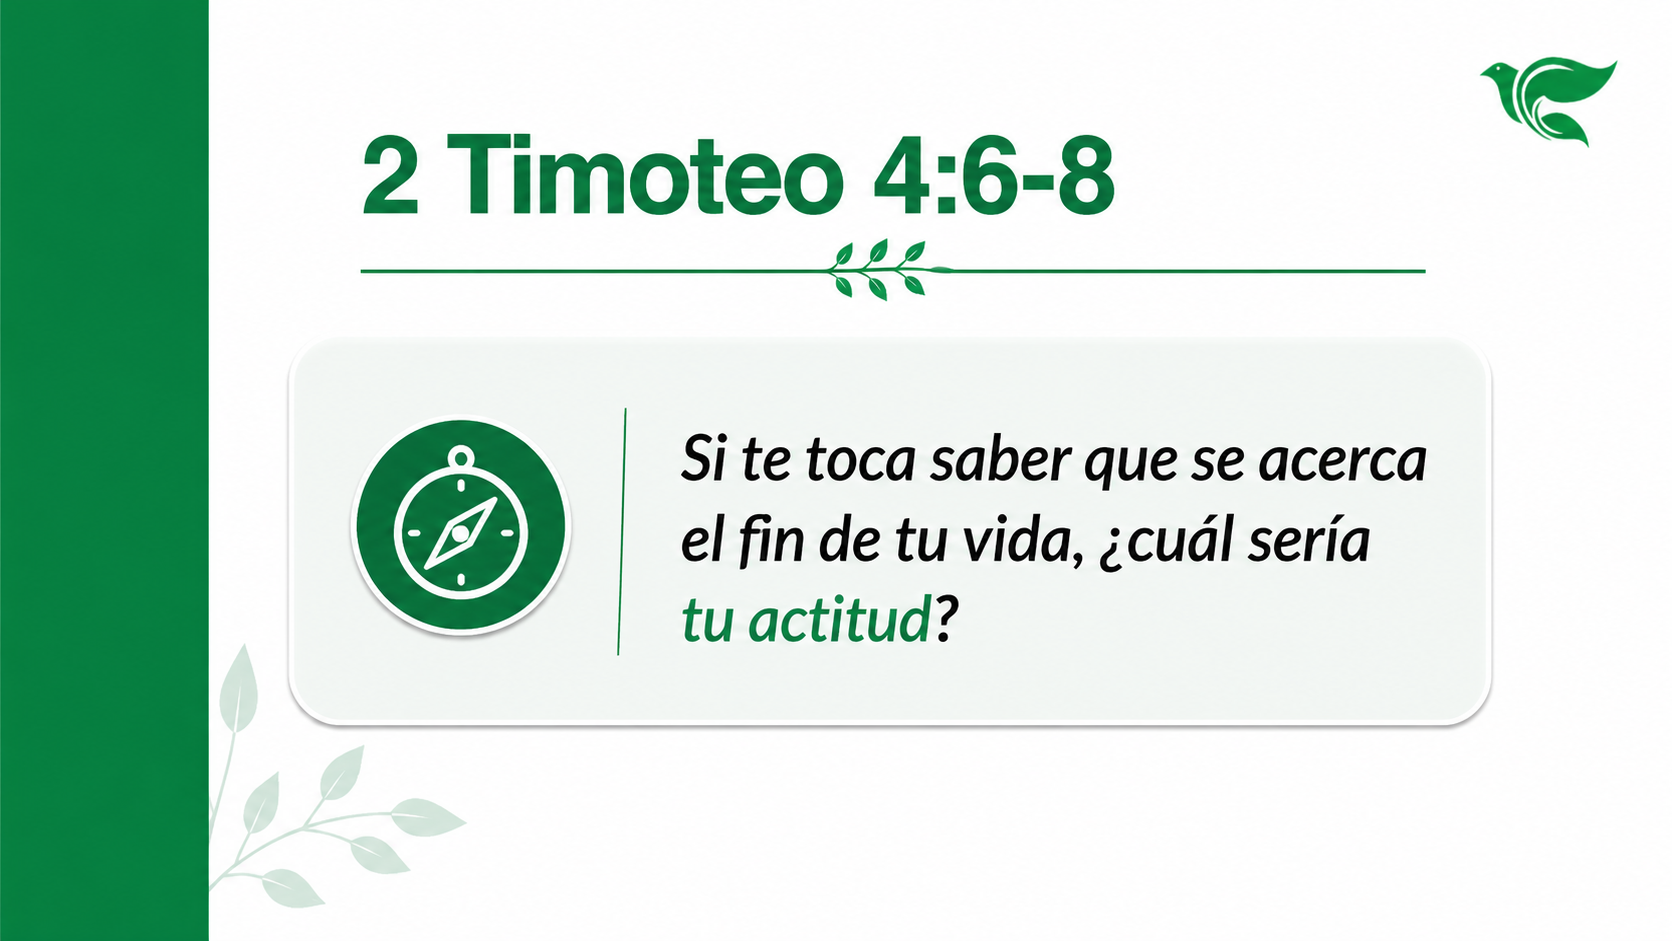 2 Timoteo 4:6-8
Si te toca saber que se acerca
el fin de tu vida, ¿cuál sería
tu actitud?